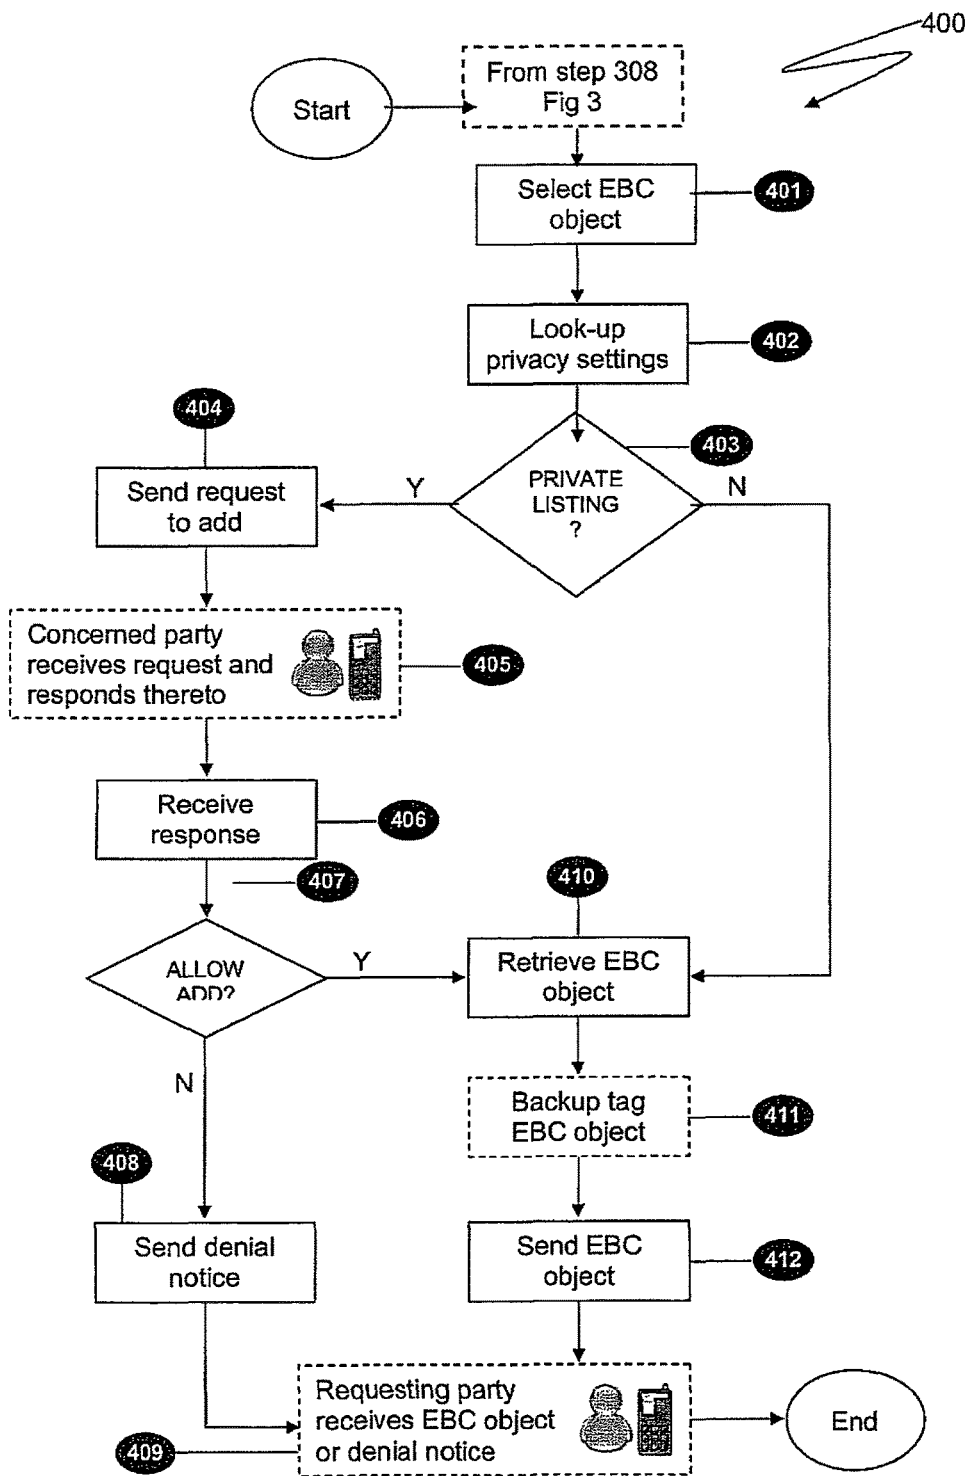 400
From step 308
Fig 3
Start
Select EBC
object
401
Look-up
privacy settings
402
404
403
PRIVATE
LISTING
?
Y
N
Send request
to add
Concerned party
receives request and
responds thereto
405
Receive
response
406
407
410
ALLOW
ADD?
Y
Retrieve EBC
object
N
Backup tag
EBC object
411
408
Send denial
notice
Send EBC
object
412
Requesting party
receives EBC object
or denial notice
409
End